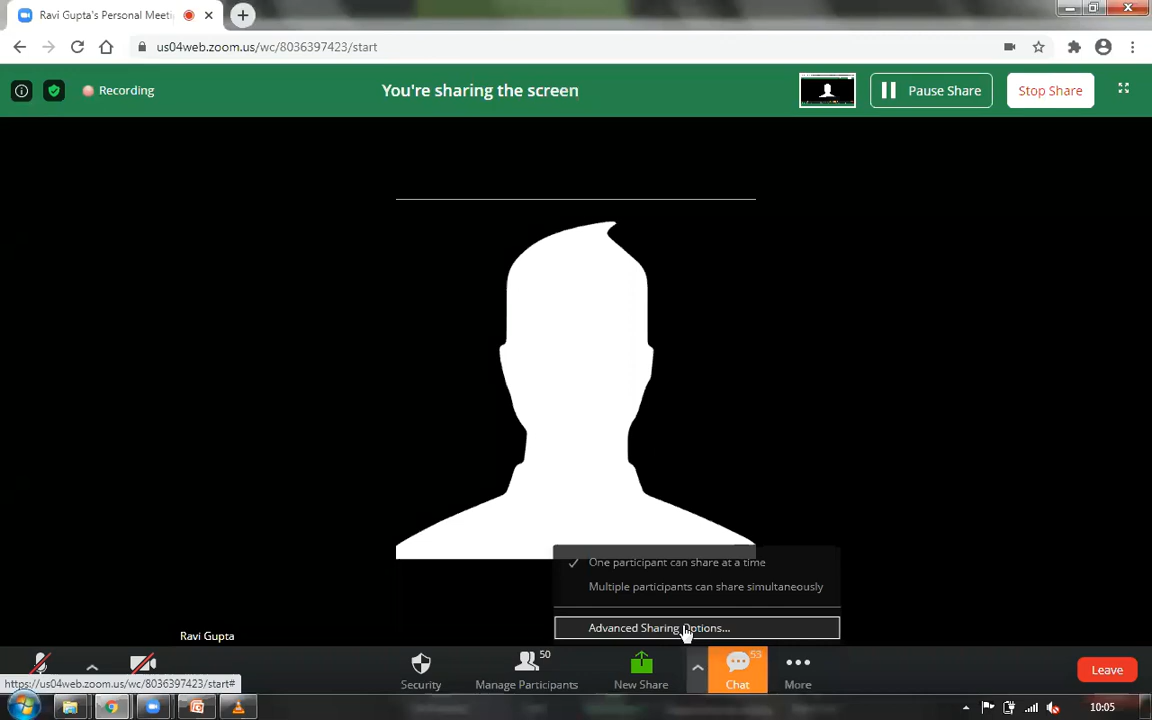 Ravi Gupta's Personal Meeti
us04web.zoom.us/wc/8036397423/start
Recording
You're sharing the screen
Pause Share
Stop Share
One participant can share at a time
Multiple participants can share simultaneously
Advanced Sharing Options...
Ravi Gupta
50
53
Security
Manage Participants
New Share
Chat
More
Leave
https://us04web.zoom.us/wc/8036397423/start#
10:05